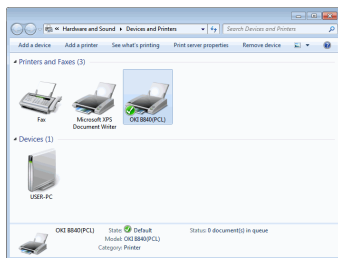 « Hardware and Sound ▸ Devices and Printers
Search Devices and Printers
Add a device Add a printer See what's printing Print server properties Remove device
Printers and Faxes (3)
Fax
Microsoft XPS
Document Writer
OKI B840(PCL)
Devices (1)
USER-PC
OKI B840(PCL) State: Default Status: 0 document(s) in queue
Model: OKI B840(PCL)
Category: Printer